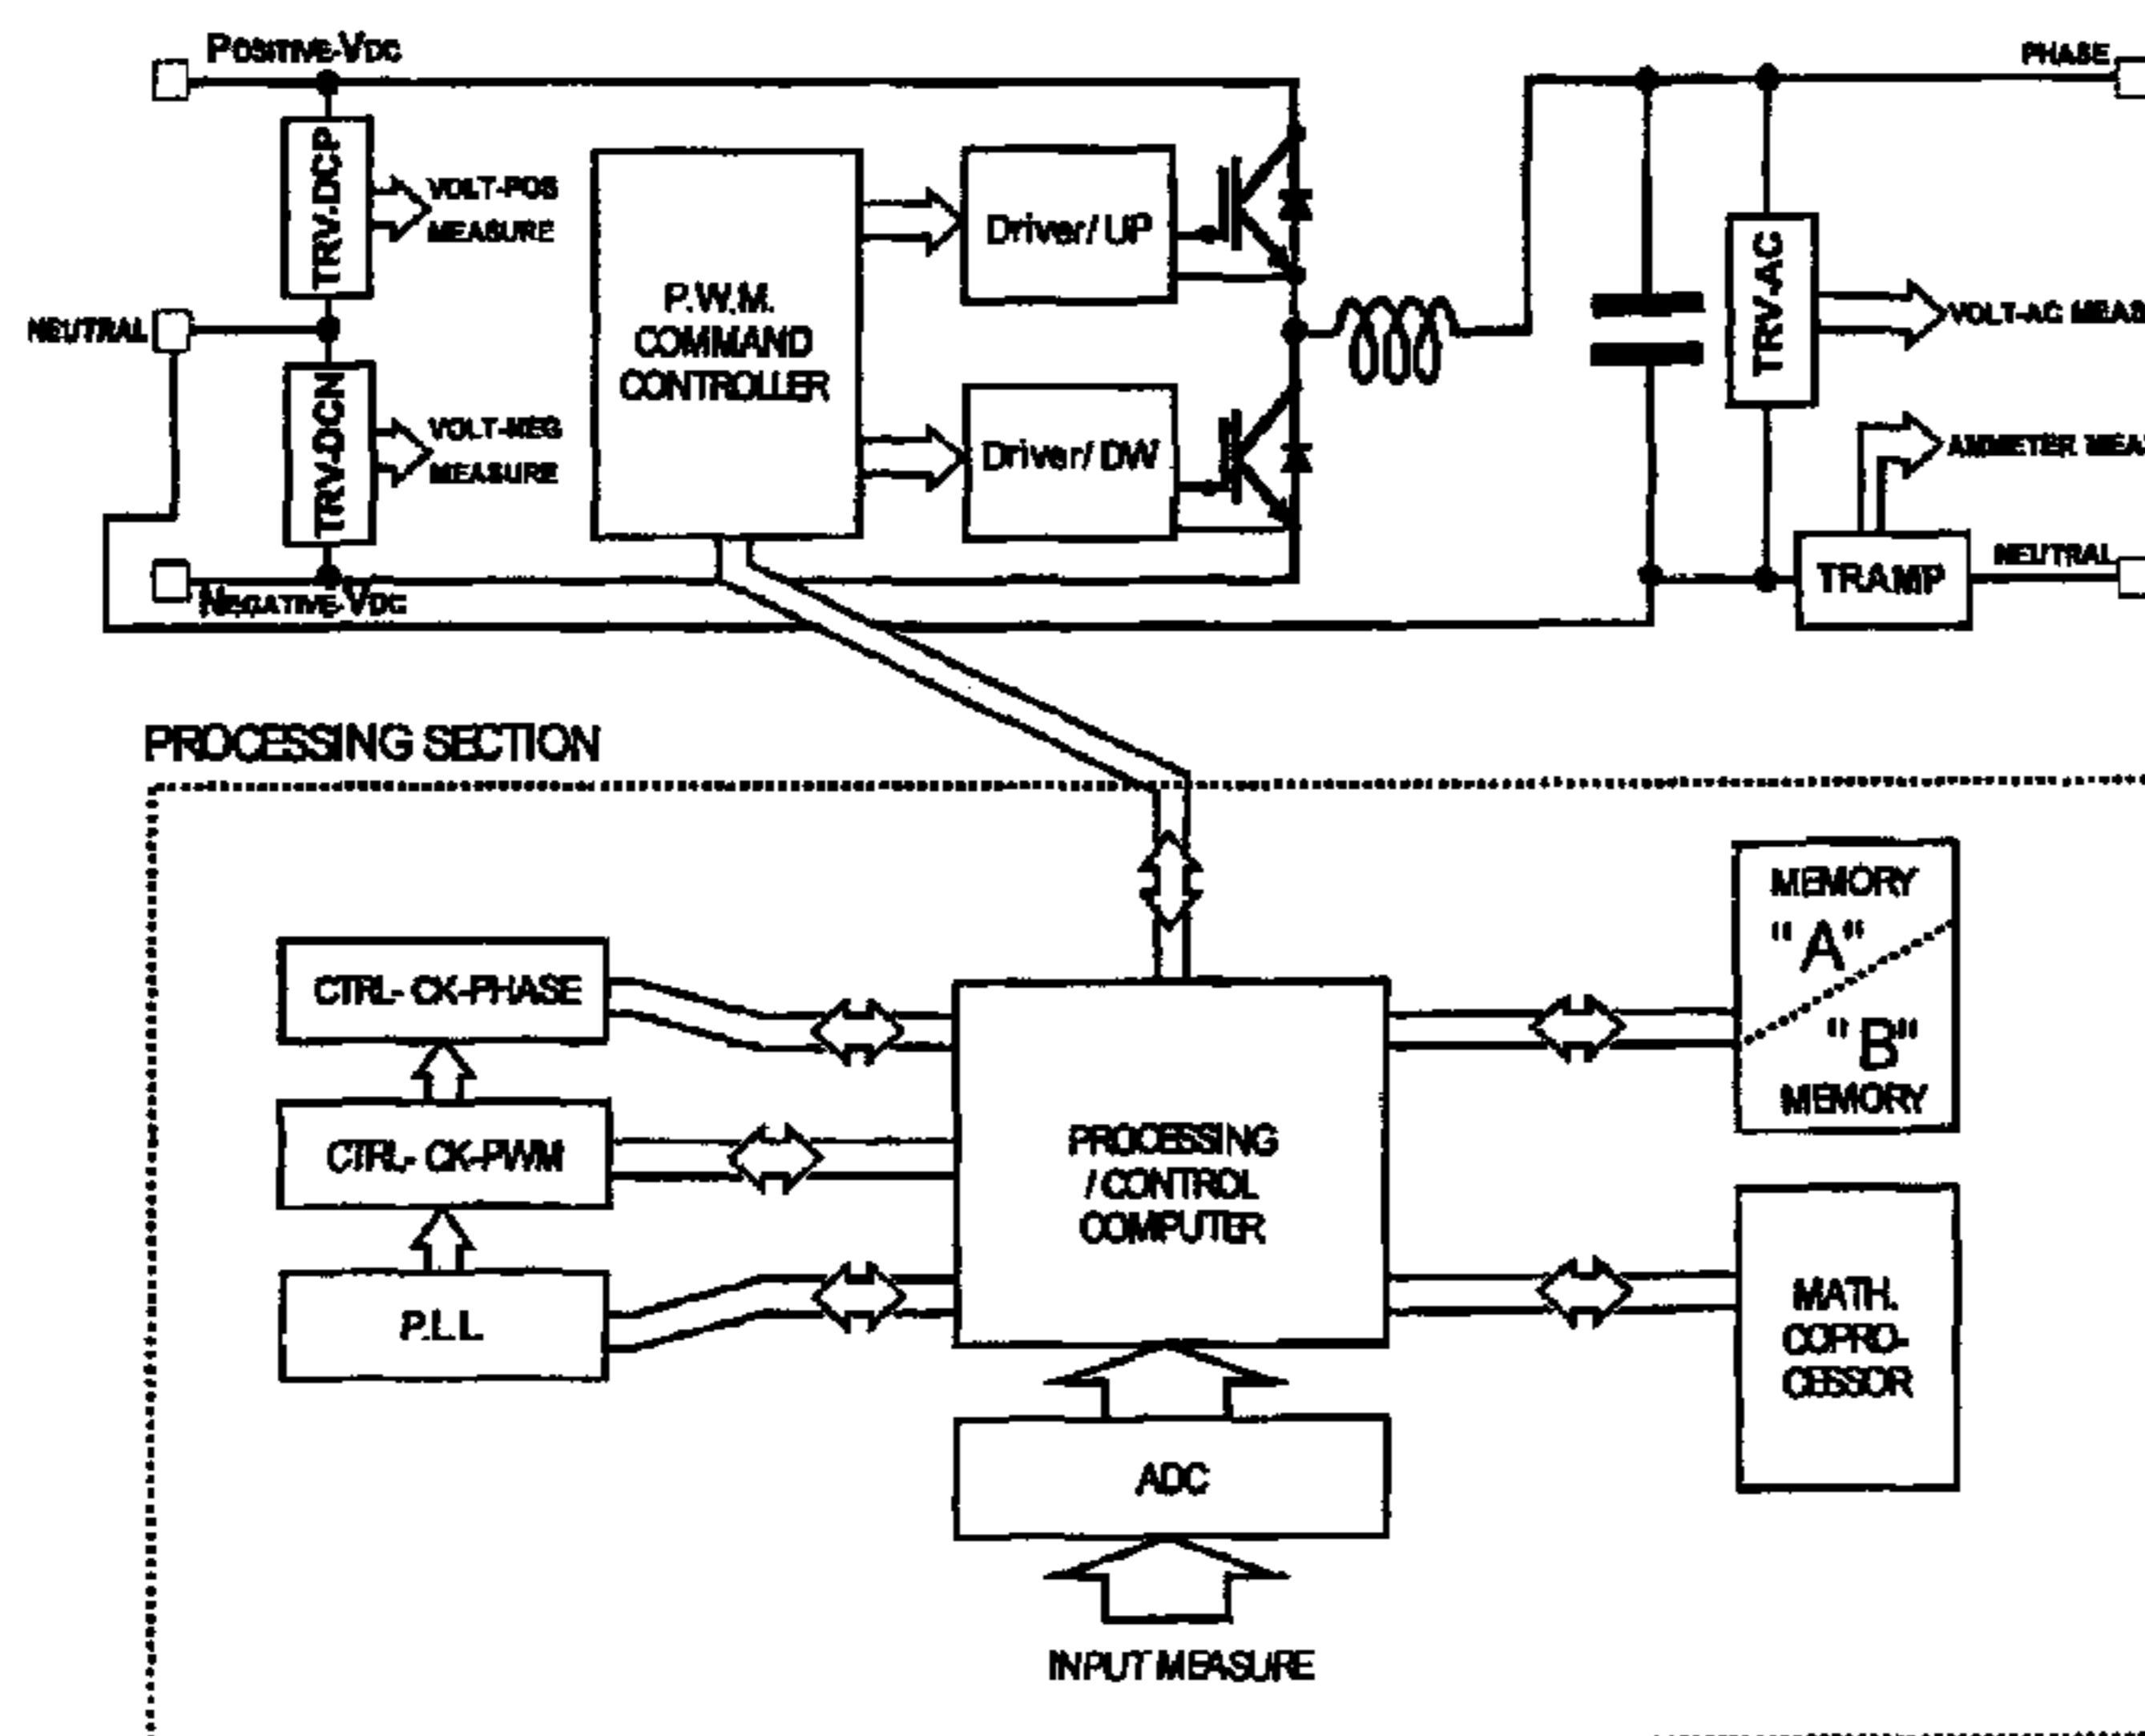 POSITIVE-VDC
PHASE
TRV.DCP
VOLT-POS
MEASURE
NEUTRAL
P.W.M.
COMMAND
CONTROLLER
Driver/ UP
TRV-AC
VOLT-AC MEAS
TRV-DCN
VOLT-NEG
MEASURE
Driver/ DW
AMMETER MEA
NEUTRAL
TRAMP
NEGATIVE-VDC
PROCESSING SECTION
MEMORY
"A"
"B"
MEMORY
CTRL- CK-PHASE
CTRL- CK-PWM
P.L.L
PROCESSING
/ CONTROL
COMPUTER
MATH.
COPRO-
CESSOR
ADC
INPUT MEASURE